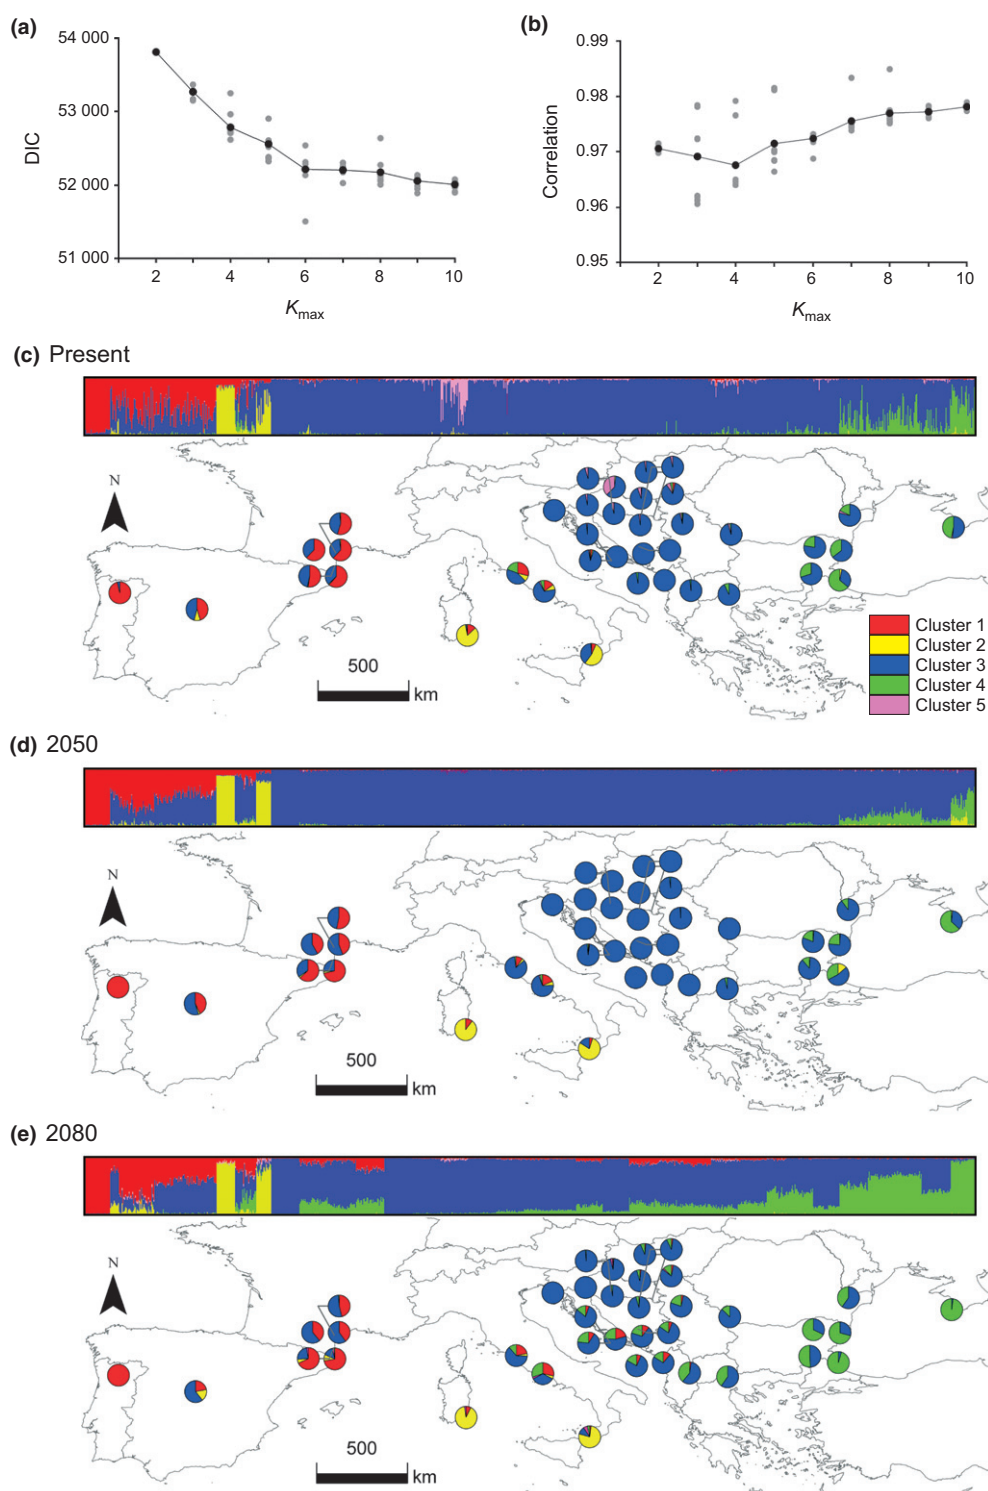 (a)
54 000
53 000
52 000
51 000
DIC
2 4 6 8 10
Kmax
(b)
0.99
0.98
0.97
0.96
0.95
Correlation
2 4 6 8 10
Kmax
(c) Present
N
500
km
Cluster 1
Cluster 2
Cluster 3
Cluster 4
Cluster 5
(d) 2050
N
500
km
(e) 2080
N
500
km